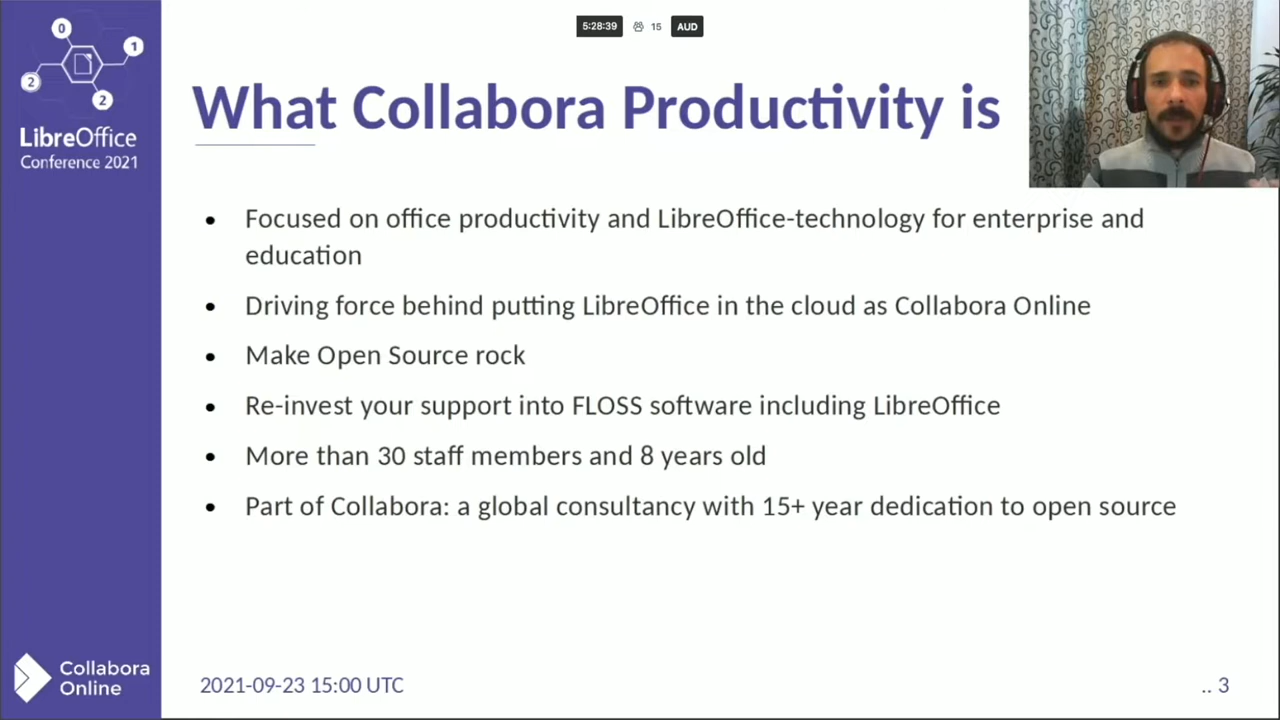 5:28:39 15 AUD
0
1
2
2
LibreOffice
Conference 2021
What Collabora Productivity is
• Focused on office productivity and LibreOffice-technology for enterprise and
education
• Driving force behind putting LibreOffice in the cloud as Collabora Online
• Make Open Source rock
• Re-invest your support into FLOSS software including LibreOffice
• More than 30 staff members and 8 years old
• Part of Collabora: a global consultancy with 15+ year dedication to open source
Collabora
Online
2021-09-23 15:00 UTC
.. 3